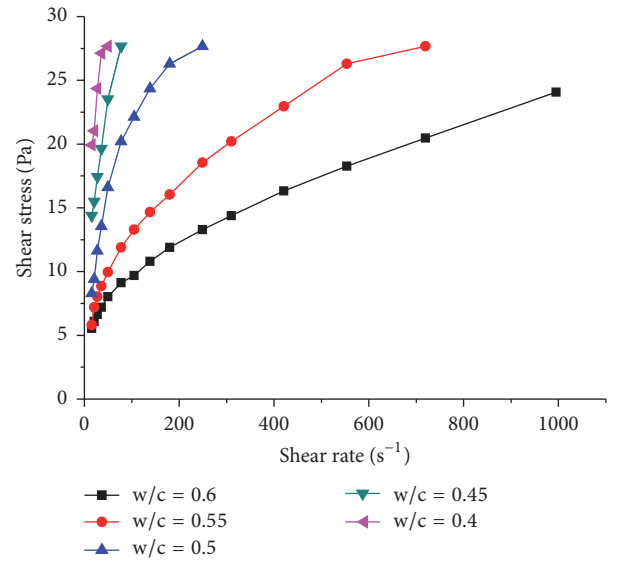 30
25
20
15
10
5
0
Shear stress (Pa)
0 200 400 600 800 1000
Shear rate (s⁻¹)
w/c = 0.6 w/c = 0.45
w/c = 0.55 w/c = 0.4
w/c = 0.5